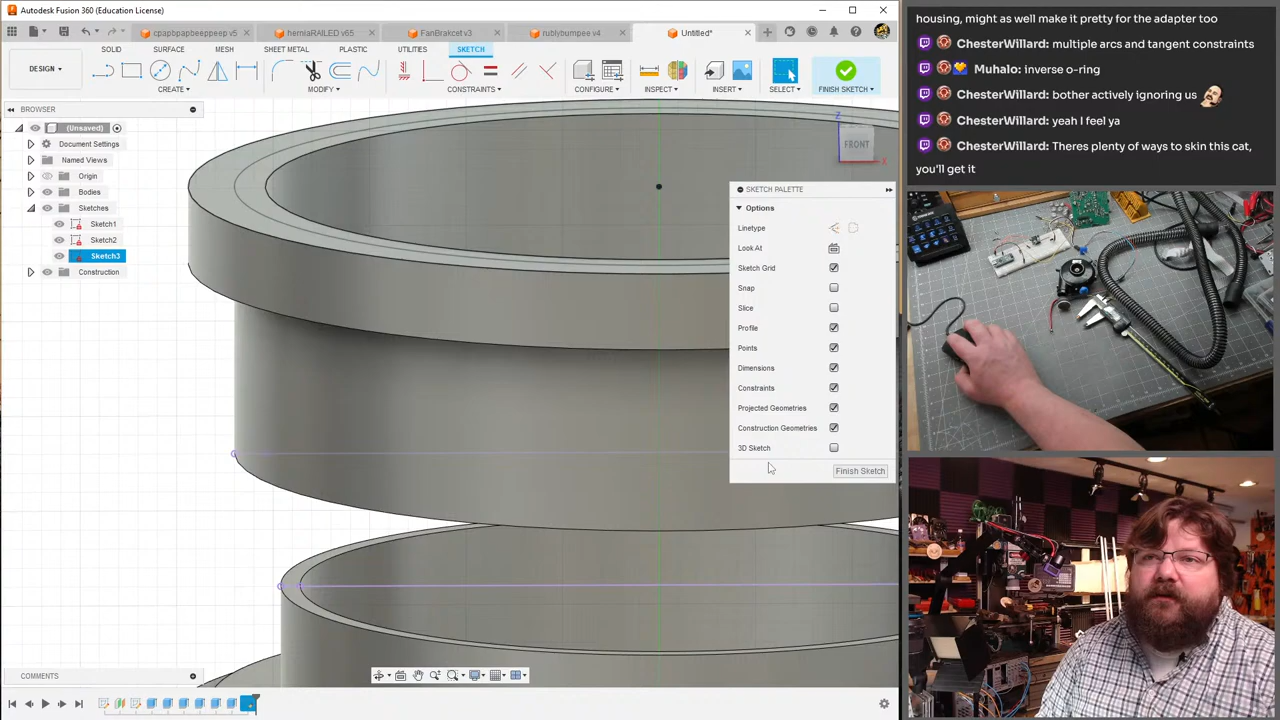 Autodesk Fusion 360 (Education License)
cpapbpapbeeppeep v5
herniaRAILED v65
FanBrakcet v3
rublybumpee v4
Untitled*
SOLID
SURFACE
MESH
SHEET METAL
PLASTIC
UTILITIES
SKETCH
DESIGN
CREATE
MODIFY
CONSTRAINTS
CONFIGURE
INSPECT
INSERT
SELECT
FINISH SKETCH
BROWSER
(Unsaved)
Document Settings
Named Views
Origin
Bodies
Sketches
Sketch1
Sketch2
Sketch3
Construction
Z
FRONT
X
SKETCH PALETTE
Options
Linetype
Look At
Sketch Grid
Snap
Slice
Profile
Points
Dimensions
Constraints
Projected Geometries
Construction Geometries
3D Sketch
Finish Sketch
COMMENTS
housing, might as well make it pretty for the adapter too
ChesterWillard: multiple arcs and tangent constraints
Muhalo: inverse o-ring
ChesterWillard: bother actively ignoring us
ChesterWillard: yeah I feel ya
ChesterWillard: Theres plenty of ways to skin this cat,
you'll get it